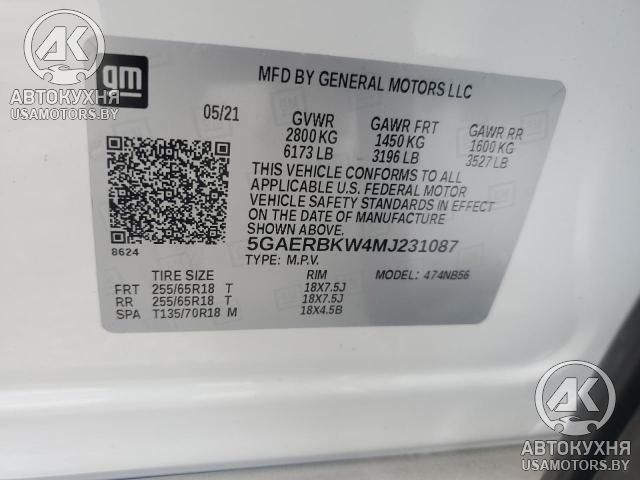 AK
АВТОКУХНЯ
USAMOTORS.BY
gm
MFD BY GENERAL MOTORS LLC
05/21 GVWR GAWR FRT GAWR RR
2800 KG 1450 KG 1600 KG
6173 LB 3196 LB 3527 LB
THIS VEHICLE CONFORMS TO ALL
APPLICABLE U.S. FEDERAL MOTOR
VEHICLE SAFETY STANDARDS IN EFFECT
ON THE DATE OF MANUFACTURE
SHOWN ABOVE.
8624
5GAERBKW4MJ231087
TYPE: M.P.V. MODEL: 474NB56
TIRE SIZE RIM
FRT 255/65R18 T 18X7.5J
RR 255/65R18 T 18X7.5J
SPA T135/70R18 M 18X4.5B
AK
АВТОКУХНЯ
USAMOTORS.BY